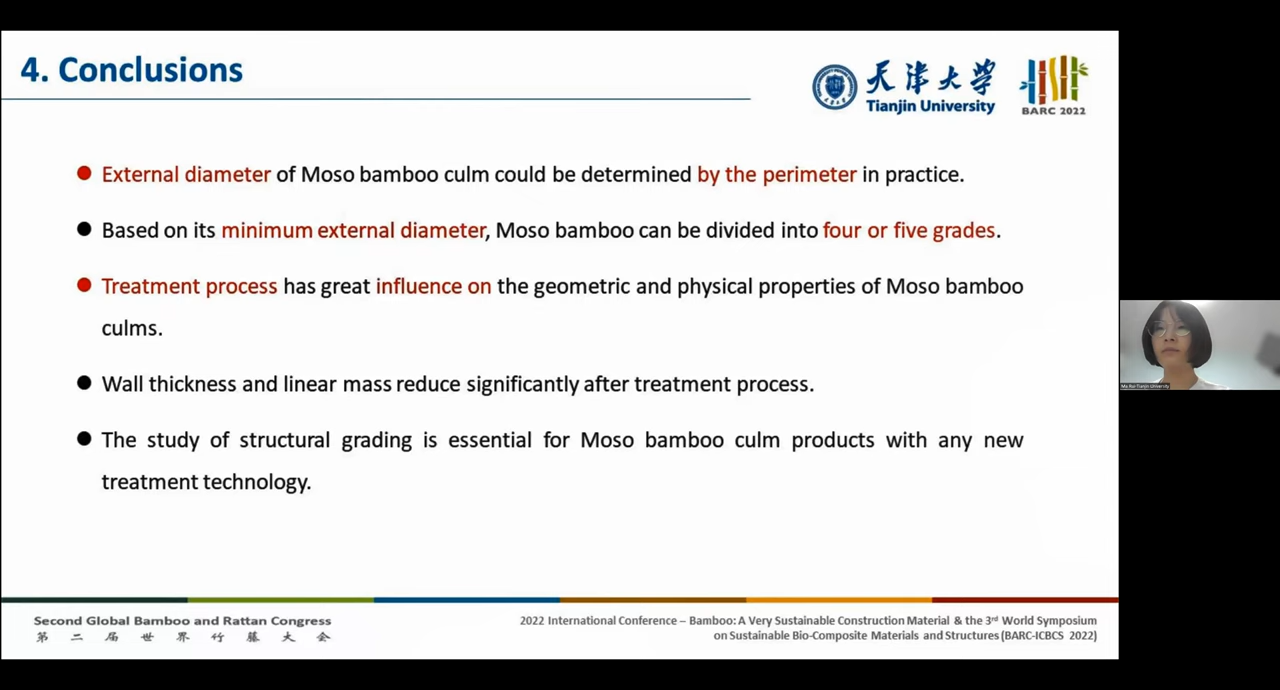 4. Conclusions
天津大学
Tianjin University
BARC 2022
External diameter of Moso bamboo culm could be determined by the perimeter in practice.
Based on its minimum external diameter, Moso bamboo can be divided into four or five grades.
Treatment process has great influence on the geometric and physical properties of Moso bamboo
culms.
Wall thickness and linear mass reduce significantly after treatment process.
The study of structural grading is essential for Moso bamboo culm products with any new
treatment technology.
Ma Rui-Tianjin University
Second Global Bamboo and Rattan Congress
第二届世界竹藤大会
2022 International Conference – Bamboo: A Very Sustainable Construction Material & the 3rd World Symposium
on Sustainable Bio-Composite Materials and Structures (BARC-ICBCS 2022)